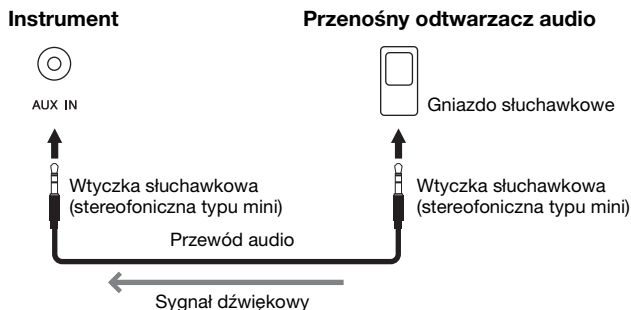 Instrument
Przenośny odtwarzacz audio
AUX IN
Gniazdo słuchawkowe
Wtyczka słuchawkowa
(stereofoniczna typu mini)
Wtyczka słuchawkowa
(stereofoniczna typu mini)
Przewód audio
Sygnał dźwiękowy